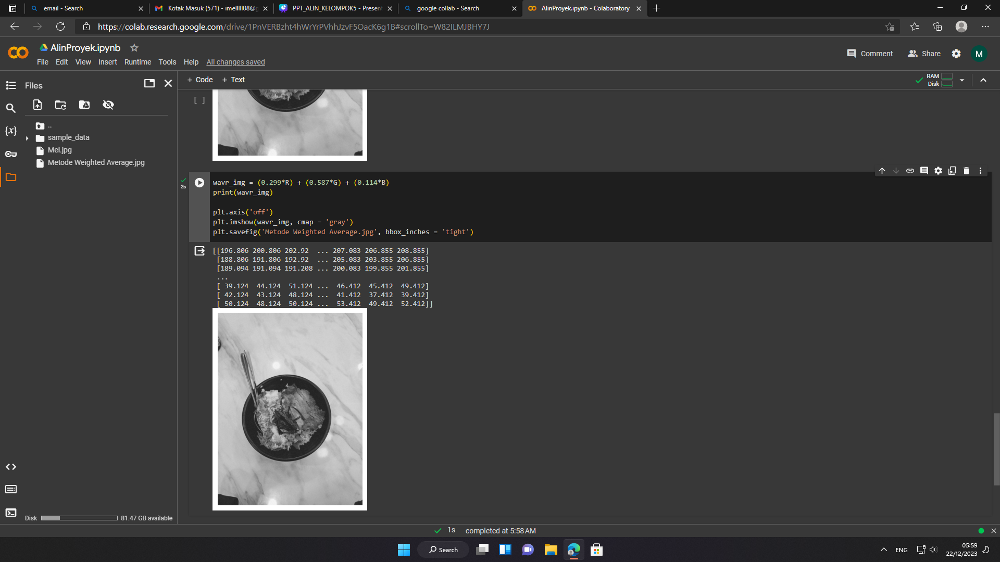 email - Search
Kotak Masuk (571) - imelllll08@g
PPT_ALIN_KELOMPOK5 - Present
google collab - Search
AlinProyek.ipynb - Colaboratory
https://colab.research.google.com/drive/1PnVERBzht4hWrYrPVhhJzvF5OacK6g1B#scrollTo=W82ILMJBHY7J
AlinProyek.ipynb
Comment
Share
M
File Edit View Insert Runtime Tools Help All changes saved
Files
+ Code + Text
RAM
Disk
[ ]
..
sample_data
Mel.jpg
Metode Weighted Average.jpg
{x}
2s
wavr_img = (0.299*R) + (0.587*G) + (0.114*B)
print(wavr_img)
plt.axis('off')
plt.imshow(wavr_img, cmap = 'gray')
plt.savefig('Metode Weighted Average.jpg', bbox_inches = 'tight')
[[196.806 200.806 202.92 ... 207.083 206.855 208.855]
[188.806 191.806 192.92 ... 205.083 203.855 206.855]
[189.094 191.094 191.208 ... 200.083 199.855 201.855]
...
[ 39.124 44.124 51.124 ... 46.412 45.412 49.412]
[ 42.124 43.124 48.124 ... 41.412 37.412 39.412]
[ 50.124 48.124 50.124 ... 53.412 49.412 52.412]]
Disk 81.47 GB available
1s completed at 5:58 AM
Search
ENG
05:59
22/12/2023